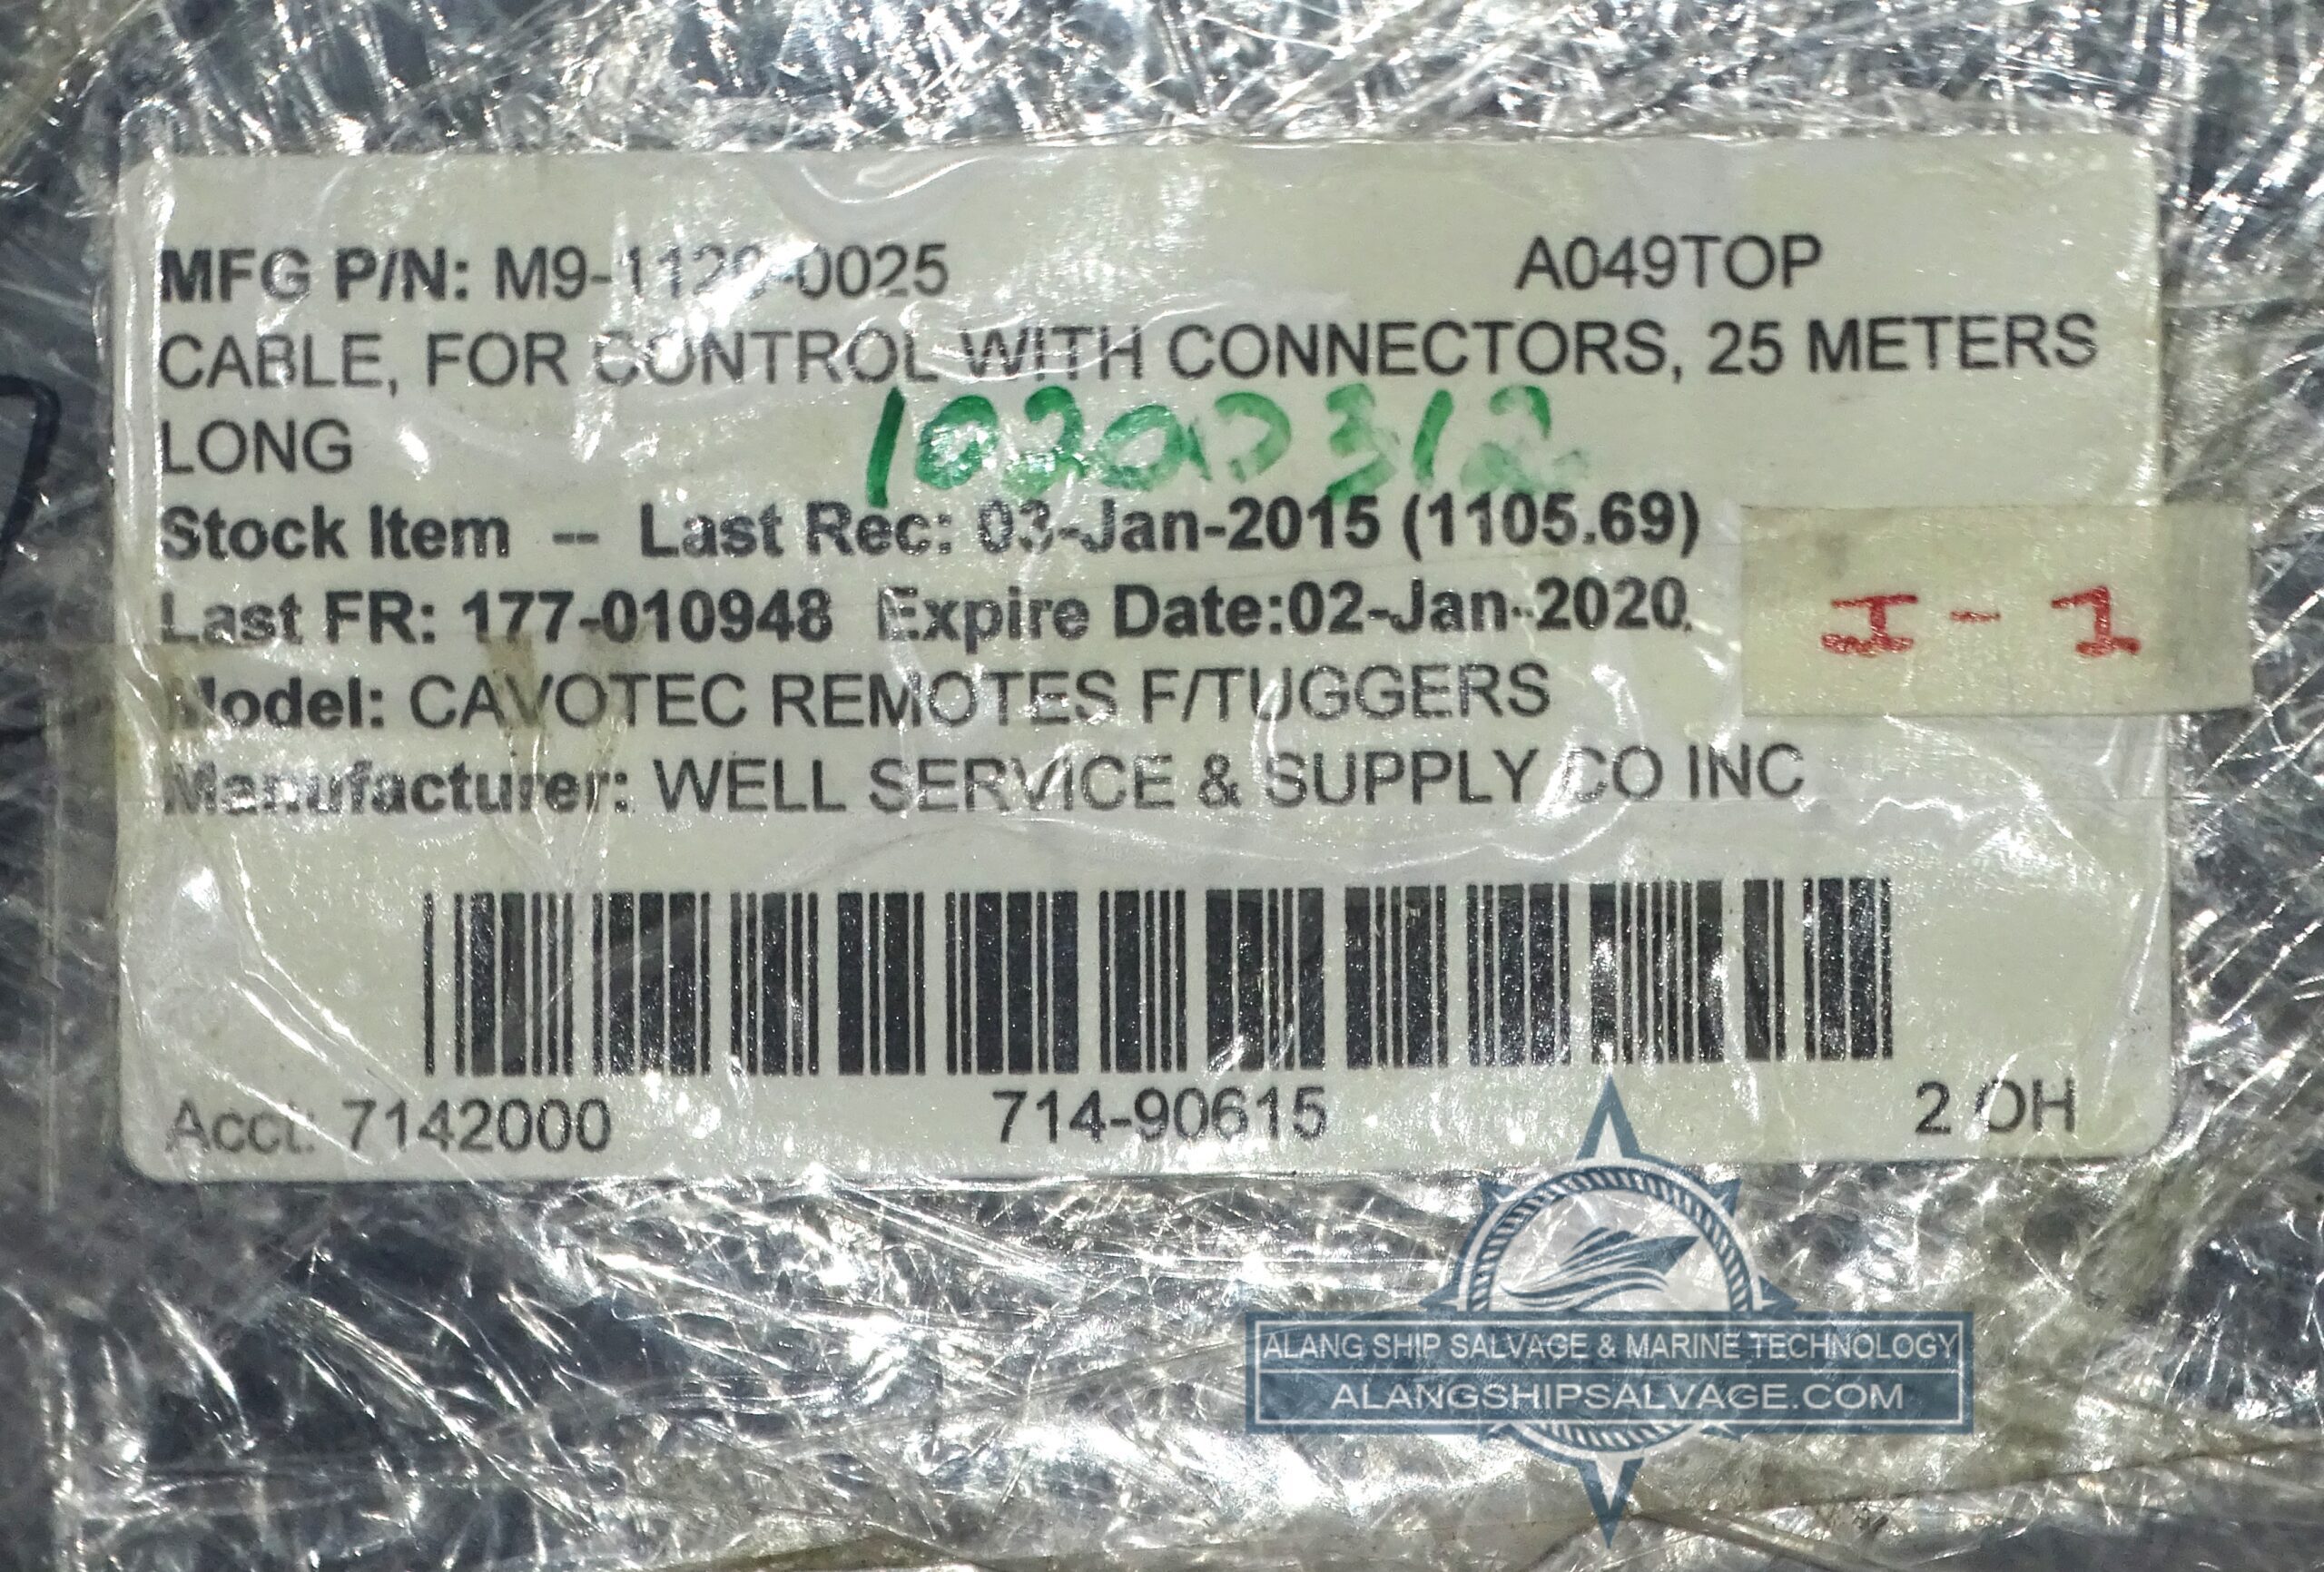 MFG P/N: M9-1129-0025 A049TOP
CABLE, FOR CONTROL WITH CONNECTORS, 25 METERS
LONG
10200312
Stock Item -- Last Rec: 03-Jan-2015 (1105.69)
Last FR: 177-010948 Expire Date:02-Jan-2020
I-1
Model: CAVOTEC REMOTES F/TUGGERS
Manufacturer: WELL SERVICE & SUPPLY CO INC
Acct: 7142000 714-90615 2 OH
ALANG SHIP SALVAGE & MARINE TECHNOLOGY
ALANGSHIPSALVAGE.COM